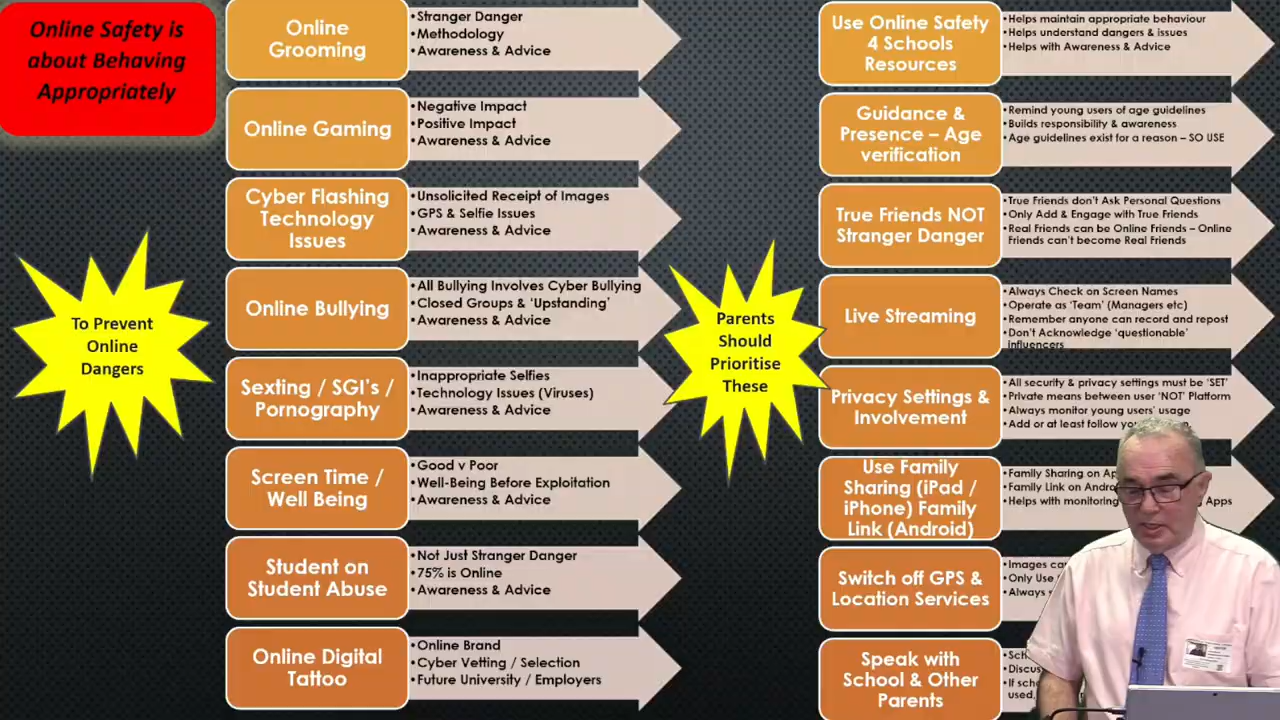 Online Safety is
about Behaving
Appropriately
To Prevent
Online
Dangers
Online
Grooming
•Stranger Danger
•Methodology
•Awareness & Advice
Online Gaming
•Negative Impact
•Positive Impact
•Awareness & Advice
Cyber Flashing
Technology
Issues
•Unsolicited Receipt of Images
•GPS & Selfie Issues
•Awareness & Advice
Online Bullying
•All Bullying Involves Cyber Bullying
•Closed Groups & ‘Upstanding’
•Awareness & Advice
Sexting / SGI’s /
Pornography
•Inappropriate Selfies
•Technology Issues (Viruses)
•Awareness & Advice
Screen Time /
Well Being
•Good v Poor
•Well-Being Before Exploitation
•Awareness & Advice
Student on
Student Abuse
•Not Just Stranger Danger
•75% is Online
•Awareness & Advice
Online Digital
Tattoo
•Online Brand
•Cyber Vetting / Selection
•Future University / Employers
Parents
Should
Prioritise
These
Use Online Safety
4 Schools
Resources
•Helps maintain appropriate behaviour
•Helps understand dangers & issues
•Helps with Awareness & Advice
Guidance &
Presence – Age
verification
•Remind young users of age guidelines
•Builds responsibility & awareness
•Age guidelines exist for a reason – SO USE
True Friends NOT
Stranger Danger
•True Friends don’t Ask Personal Questions
•Only Add & Engage with True Friends
•Real Friends can be Online Friends – Online
Friends can’t become Real Friends
Live Streaming
•Always Check on Screen Names
•Operate as ‘Team’ (Managers etc)
•Remember anyone can record and repost
•Don’t Acknowledge ‘questionable’
influencers
Privacy Settings &
Involvement
•All security & privacy settings must be ‘SET’
•Private means between user ‘NOT’ Platform
•Always monitor young users’ usage
•Add or at least follow
Use Family
Sharing (iPad /
iPhone) Family
Link (Android)
•Family Sharing on
•Family Link on
•Helps with monitoring Apps
Switch off GPS &
Location Services
•Images
•Only Use
•Always
Speak with
School & Other
Parents
•If
used,